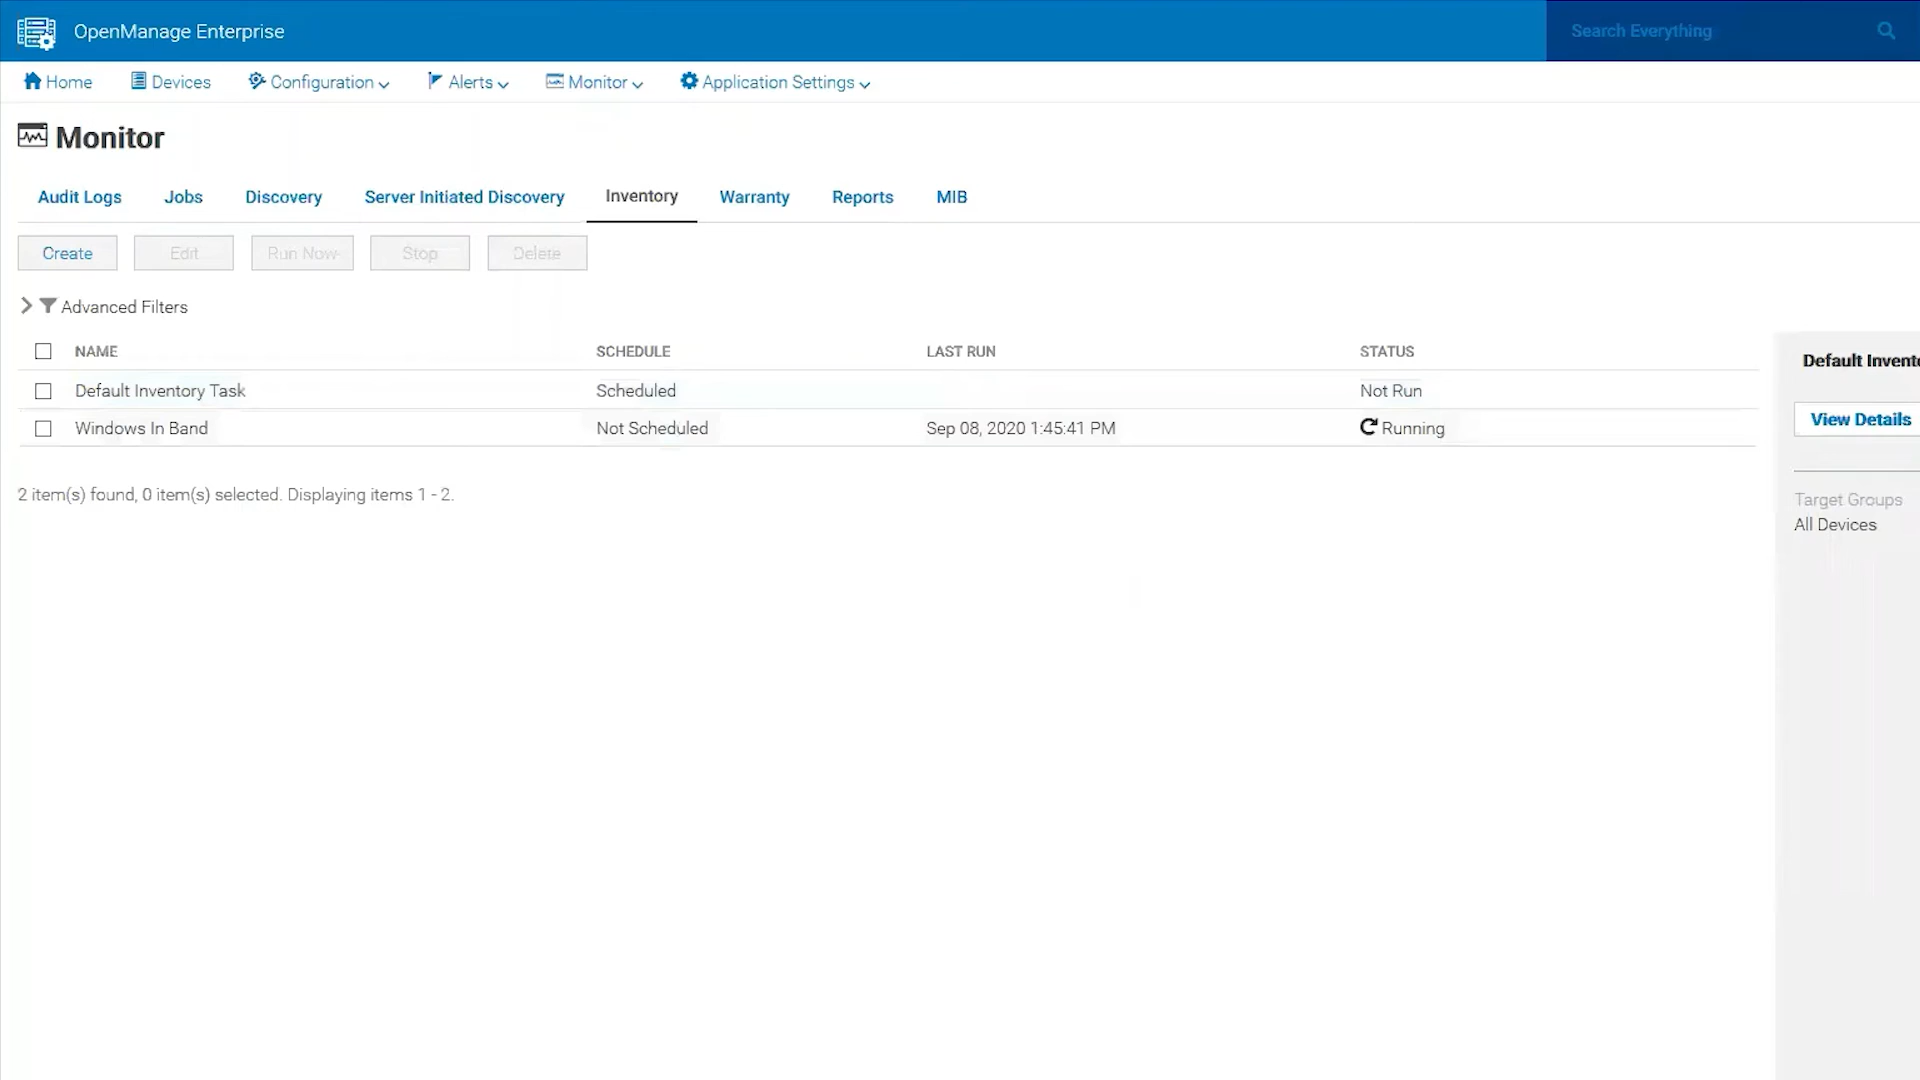 OpenManage Enterprise
Search Everything
Home Devices Configuration Alerts Monitor Application Settings
Monitor
Audit Logs Jobs Discovery Server Initiated Discovery Inventory Warranty Reports MIB
Create Edit Run Now Stop Delete
Advanced Filters
NAME SCHEDULE LAST RUN STATUS
Default Inventory Task Scheduled Not Run
Windows In Band Not Scheduled Sep 08, 2020 1:45:41 PM Running
2 item(s) found, 0 item(s) selected. Displaying items 1 - 2.
Default Invento
View Details
Target Groups
All Devices